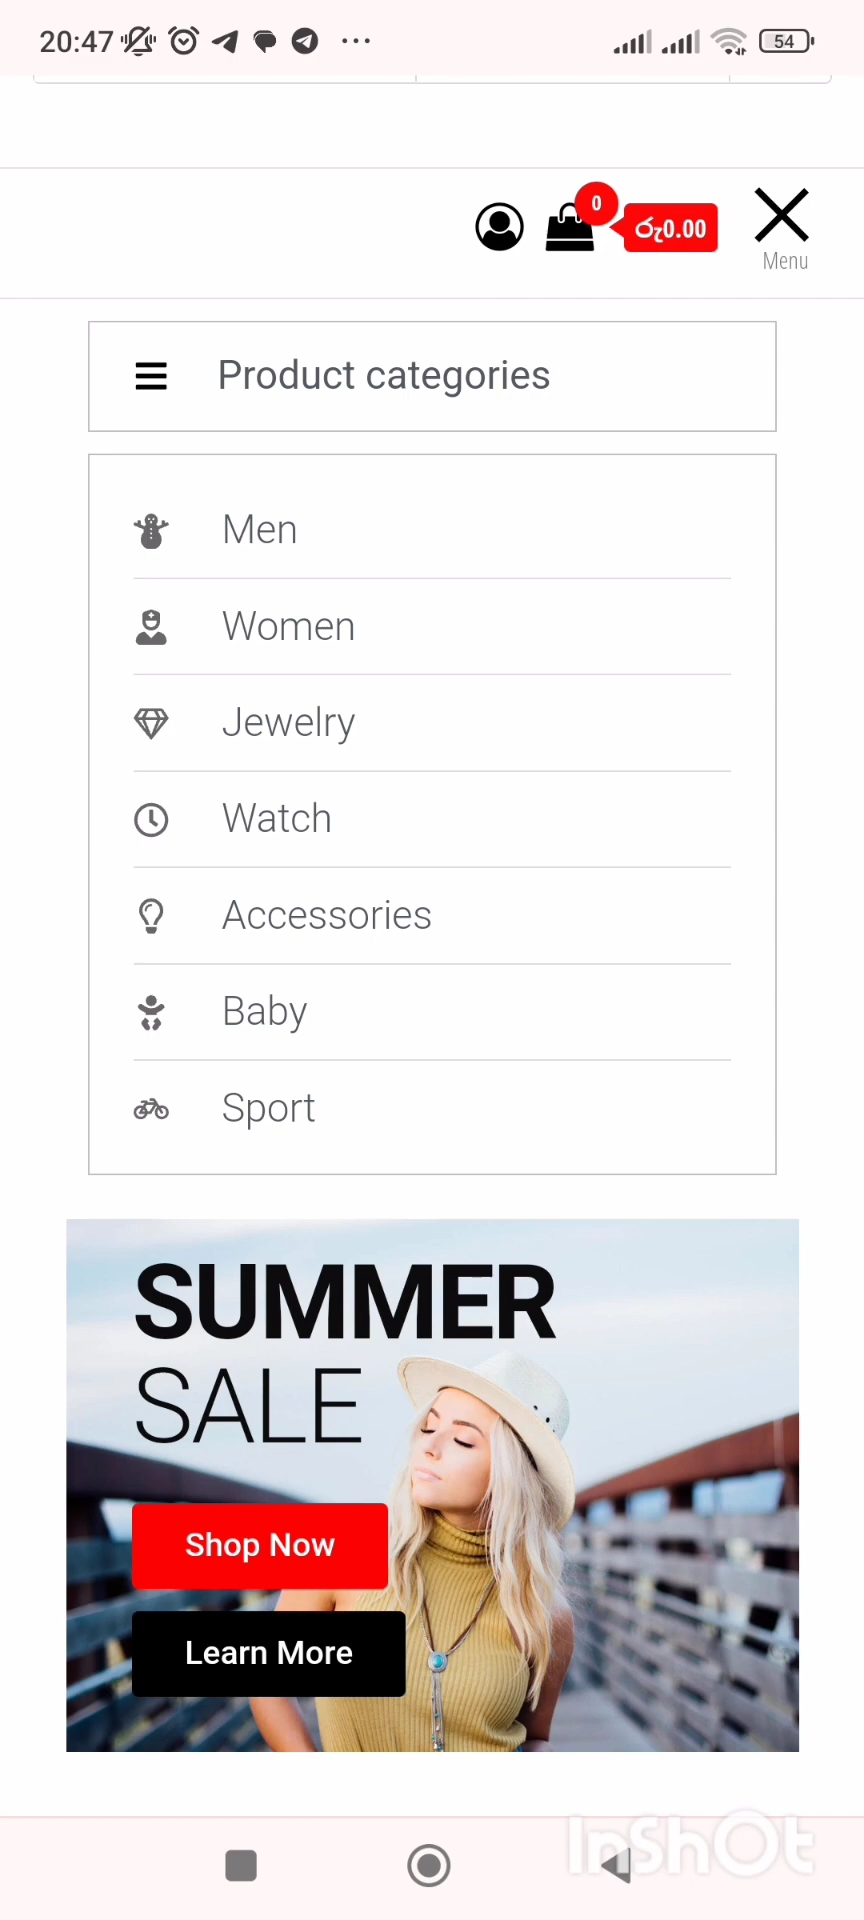 20:47
54
0
රු0.00
Menu
Product categories
Men
Women
Jewelry
Watch
Accessories
Baby
Sport
SUMMER
SALE
Shop Now
Learn More
InShOt